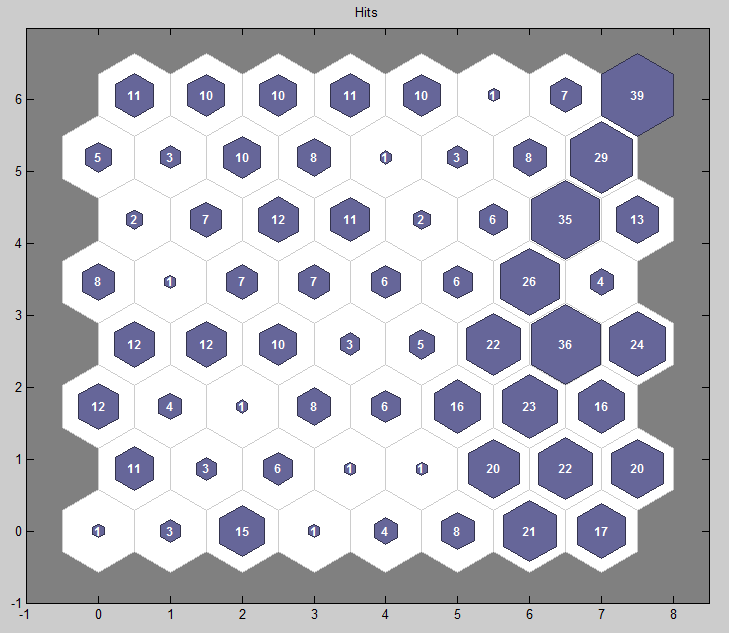 Hits
6 11 10 10 11 10 1 7 39
5 3 10 8 1 3 8 29
5
2 7 12 11 2 6 35 13
4
8 1 7 7 6 6 26 4
3
12 12 10 3 5 22 36 24
2
12 4 1 8 6 16 23 16
1
11 3 6 1 1 20 22 20
0 1 3 15 1 4 8 21 17
-1
-1 0 1 2 3 4 5 6 7 8